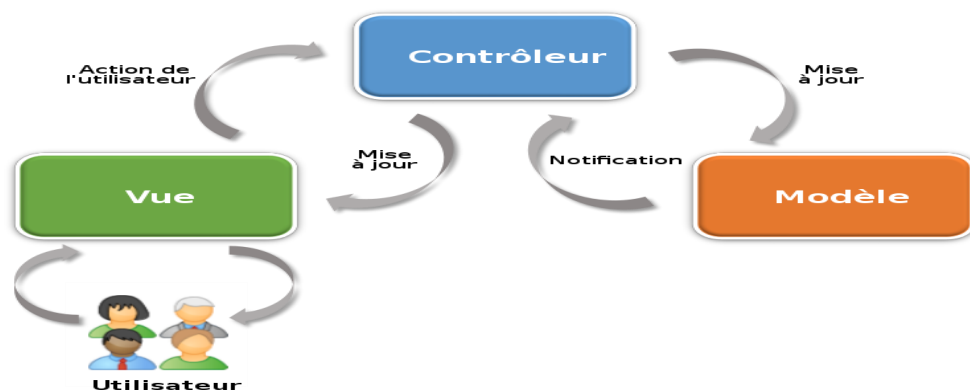 Contrôleur
Action de
l'utilisateur
Mise
à jour
Mise
à jour
Notification
Vue
Modèle
Utilisateur